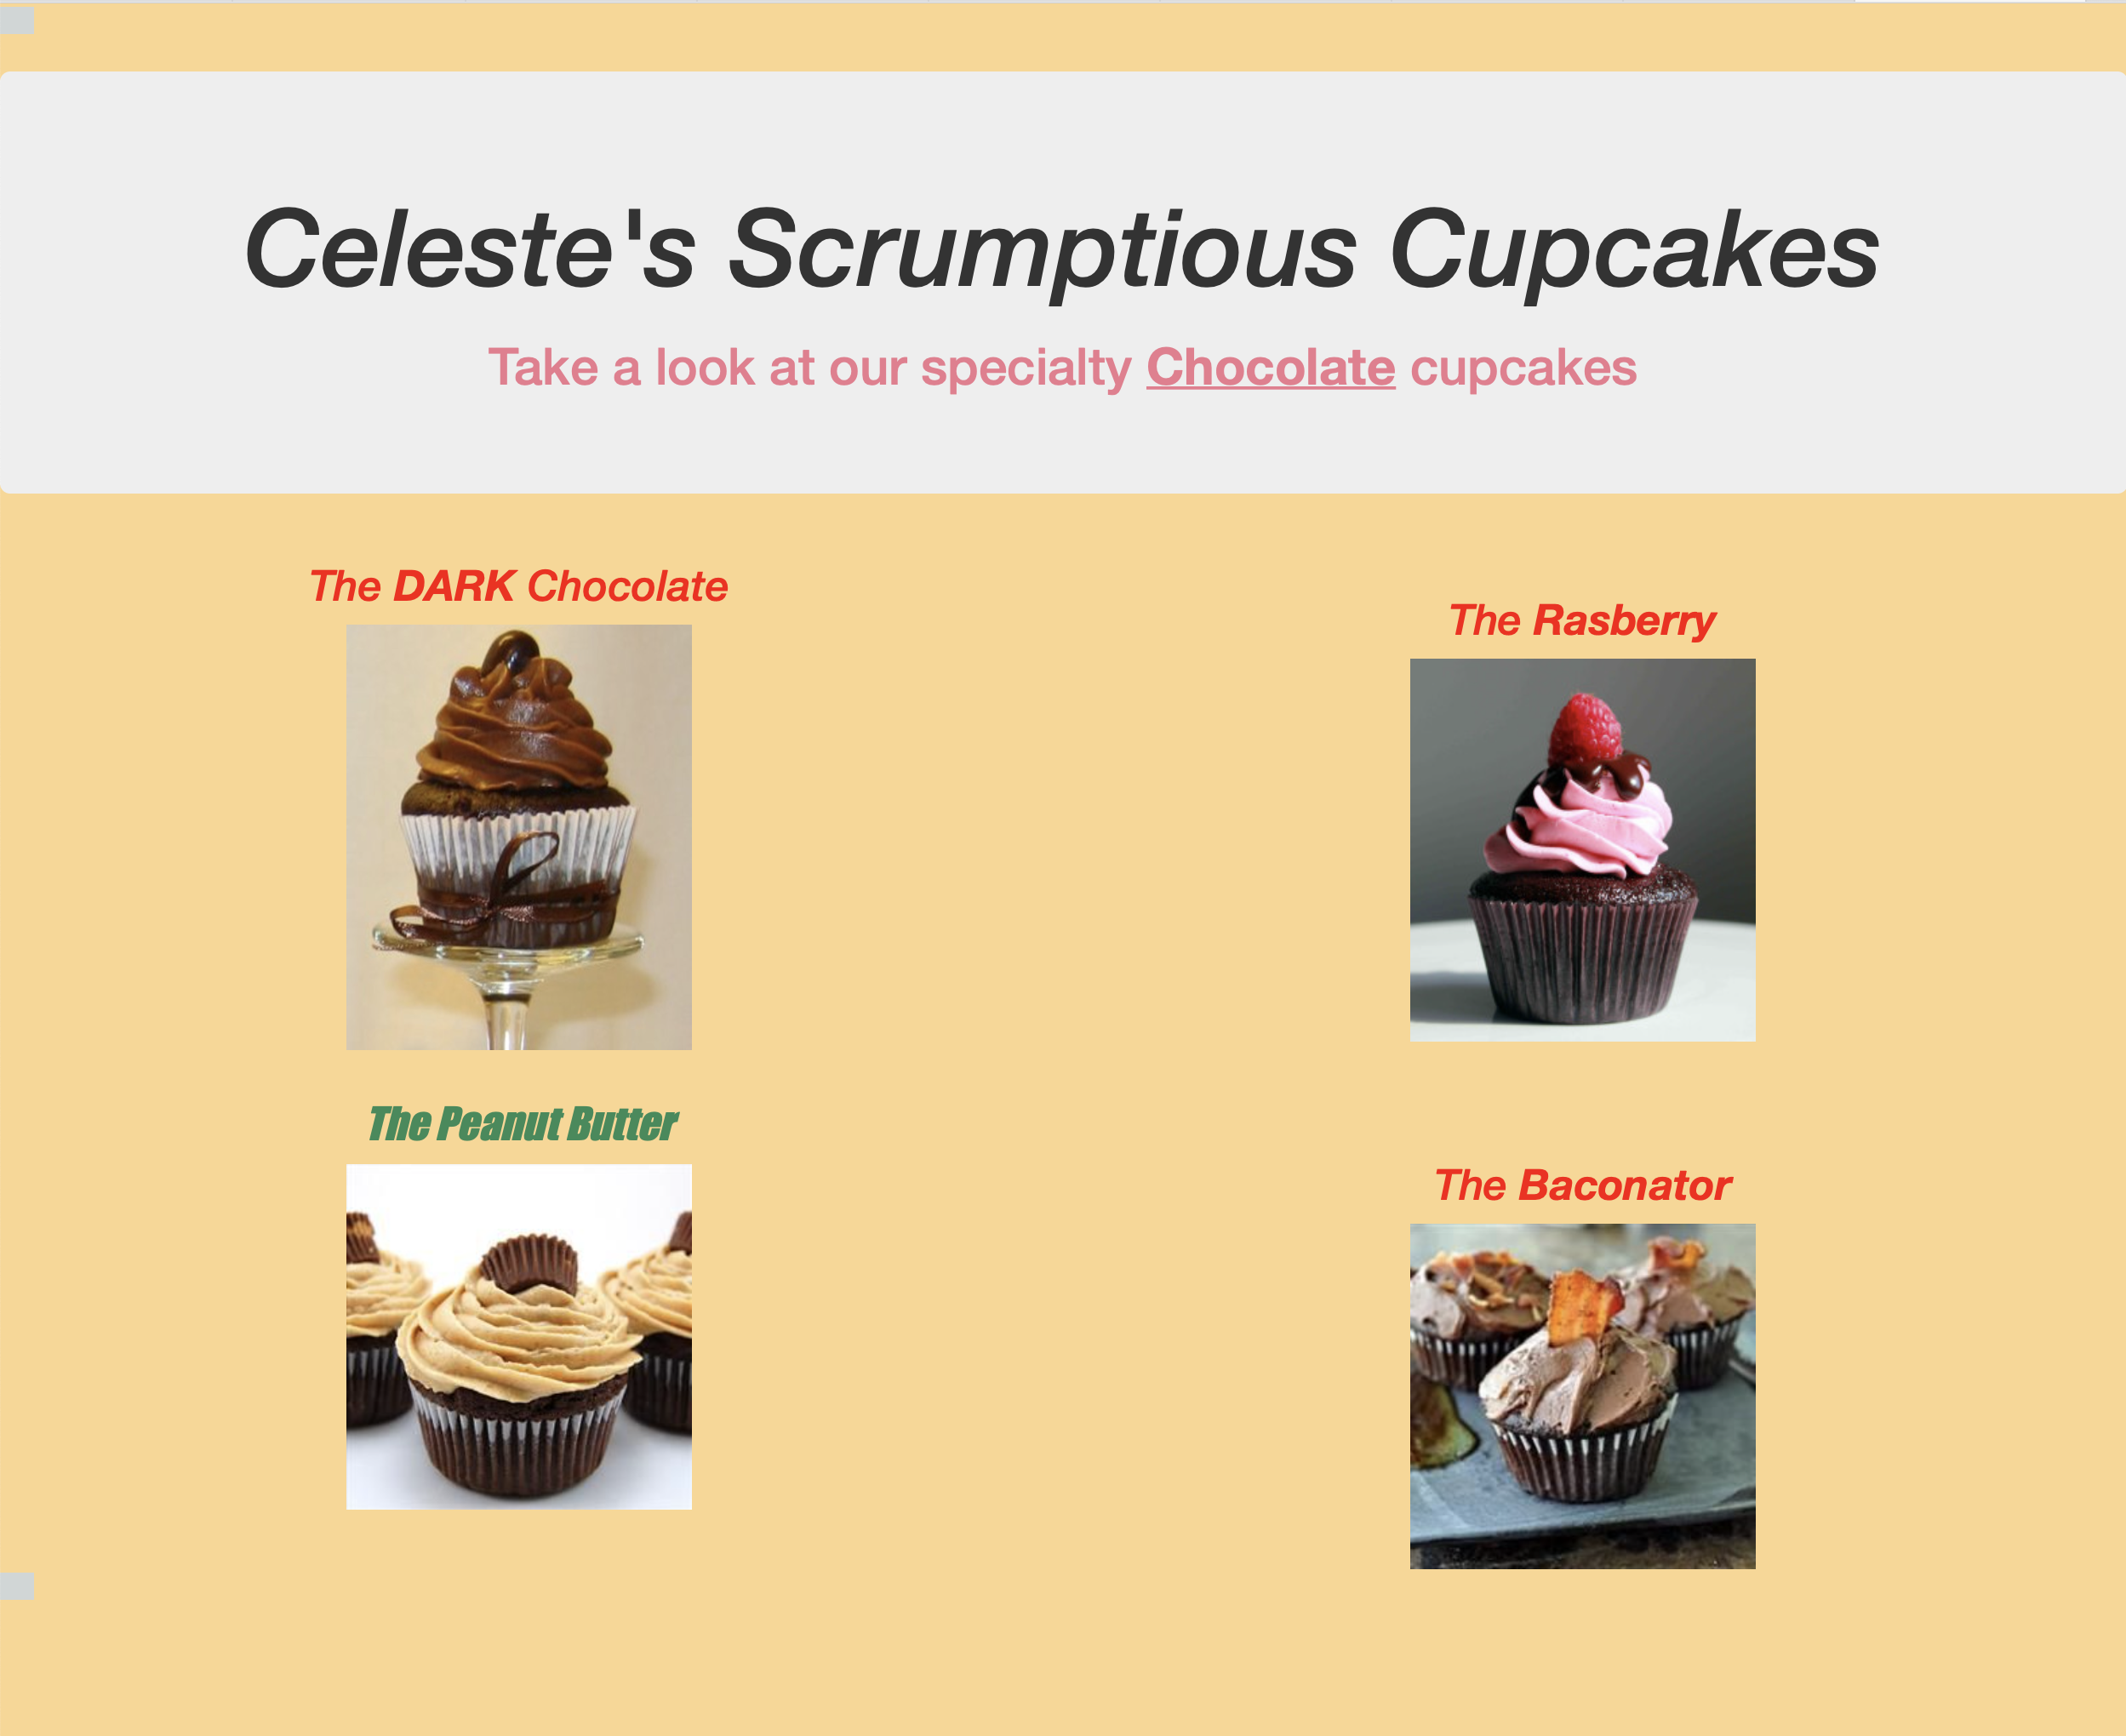 Celeste's Scrumptious Cupcakes
Take a look at our specialty Chocolate cupcakes
The DARK Chocolate
The Rasberry
The Peanut Butter
The Baconator